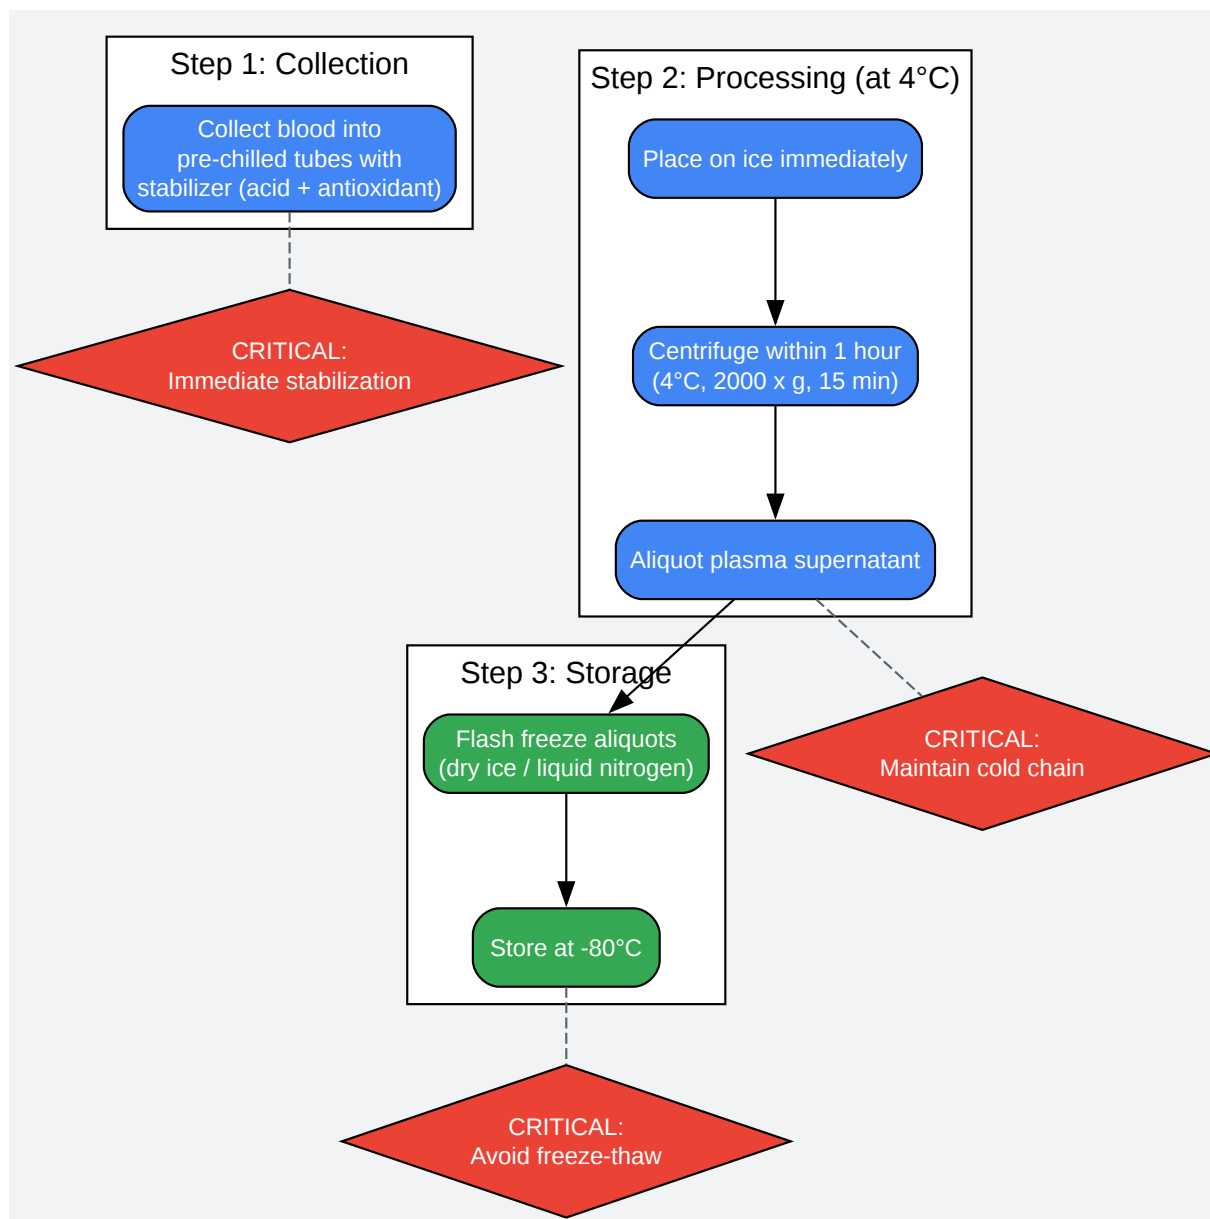 Step 1: Collection
Collect blood into
pre-chilled tubes with
stabilizer (acid + antioxidant)
CRITICAL:
Immediate stabilization
Step 2: Processing (at 4°C)
Place on ice immediately
Centrifuge within 1 hour
(4°C, 2000 x g, 15 min)
Aliquot plasma supernatant
CRITICAL:
Maintain cold chain
Step 3: Storage
Flash freeze aliquots
(dry ice / liquid nitrogen)
Store at -80°C
CRITICAL:
Avoid freeze-thaw